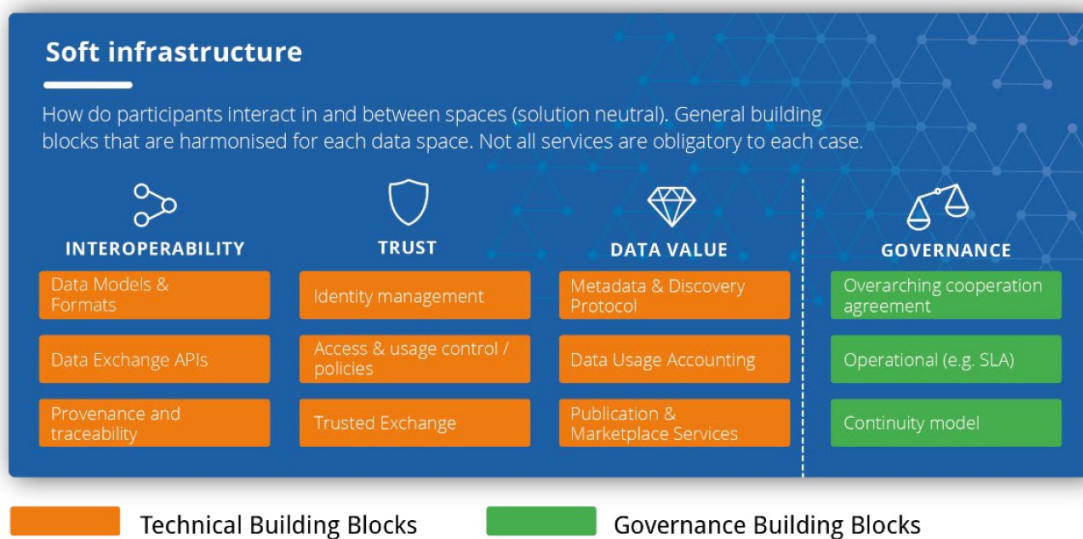 Soft infrastructure
How do participants interact in and between spaces (solution neutral). General building
blocks that are harmonised for each data space. Not all services are obligatory to each case.
INTEROPERABILITY
Data Models &
Formats
Data Exchange APIs
Provenance and
traceability
TRUST
Identity management
Access & usage control /
policies
Trusted Exchange
DATA VALUE
Metadata & Discovery
Protocol
Data Usage Accounting
Publication &
Marketplace Services
GOVERNANCE
Overarching cooperation
agreement
Operational (e.g. SLA)
Continuity model
Technical Building Blocks
Governance Building Blocks